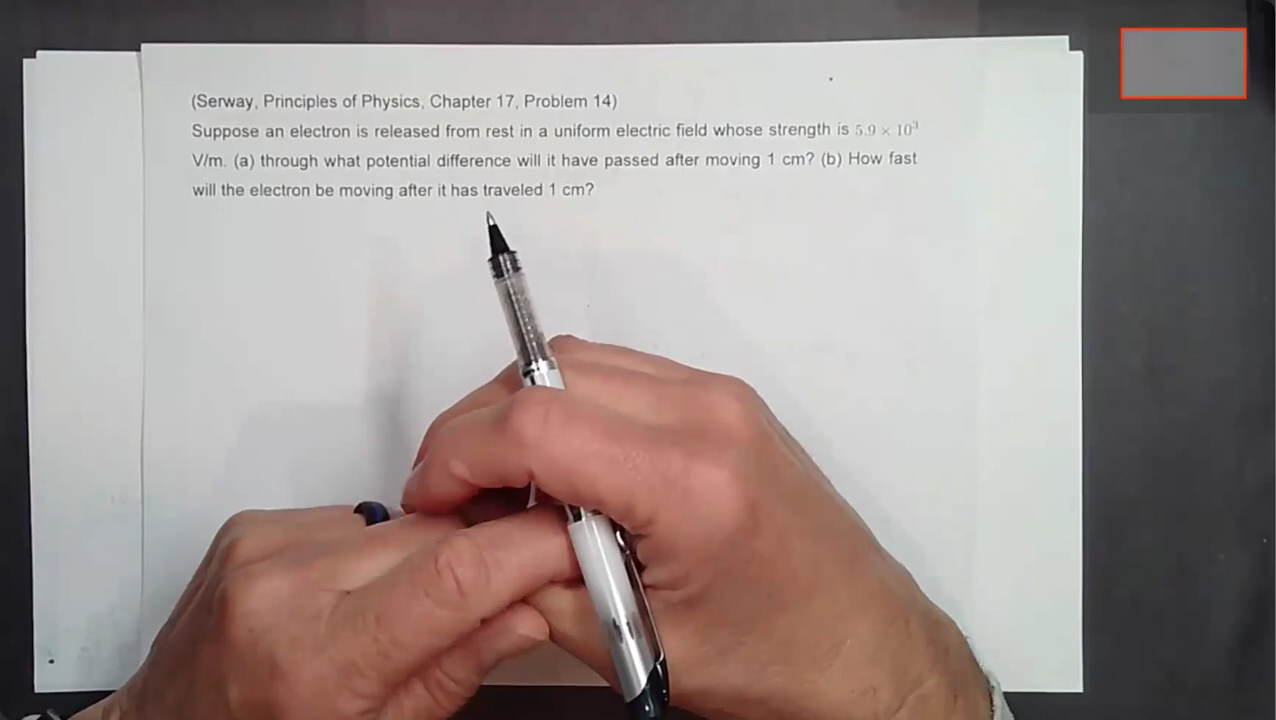 (Serway, Principles of Physics, Chapter 17, Problem 14)
Suppose an electron is released from rest in a uniform electric field whose strength is 5.9 × 10³
V/m. (a) through what potential difference will it have passed after moving 1 cm? (b) How fast
will the electron be moving after it has traveled 1 cm?